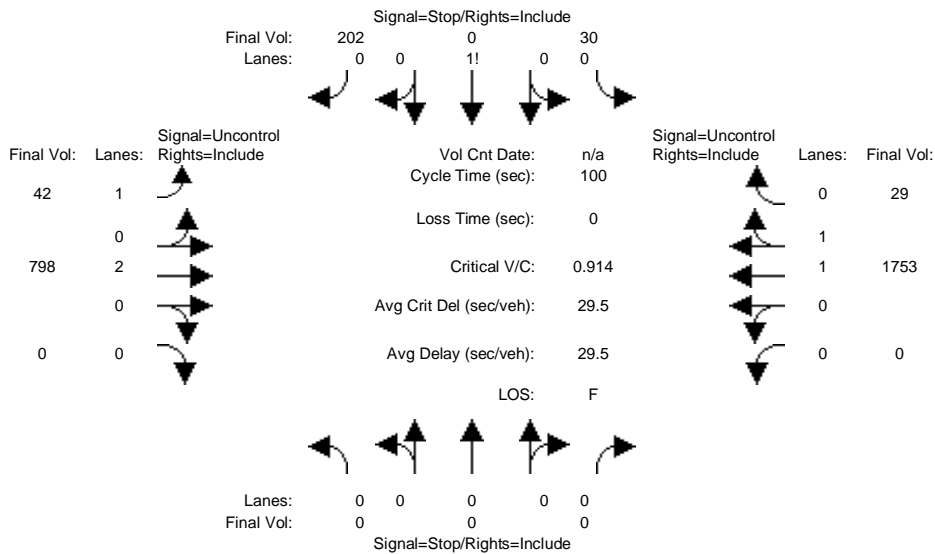 Signal=Stop/Rights=Include
Final Vol: 202 0 30
Lanes: 0 0 1! 0 0
Signal=Uncontrol Signal=Uncontrol
Final Vol: Lanes: Rights=Include Vol Cnt Date: n/a Rights=Include Lanes: Final Vol:
Cycle Time (sec): 100
42 1 0 29
Loss Time (sec): 0
0 1
798 2 Critical V/C: 0.914 1 1753
0 Avg Crit Del (sec/veh): 29.5 0
0 0 Avg Delay (sec/veh): 29.5 0 0
LOS: F
Lanes: 0 0 0 0 0
Final Vol: 0 0 0
Signal=Stop/Rights=Include